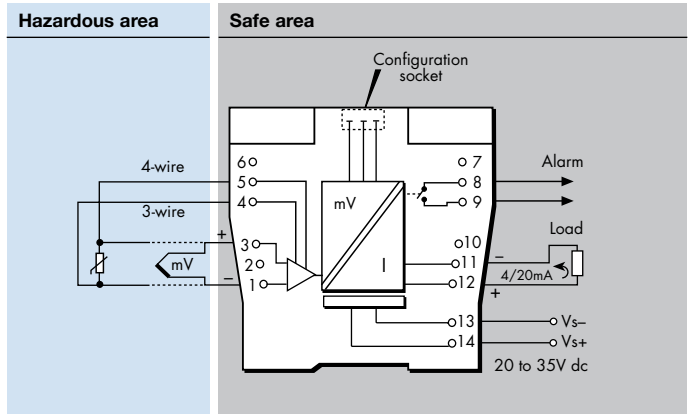 Hazardous area
Safe area
Configuration
socket
4-wire
3-wire
+
mV
–
6
5
4
3
2
1
mV
I
7
8
9
10
11
12
13
14
Alarm
Load
–
4/20mA
+
Vs–
Vs+
20 to 35V dc